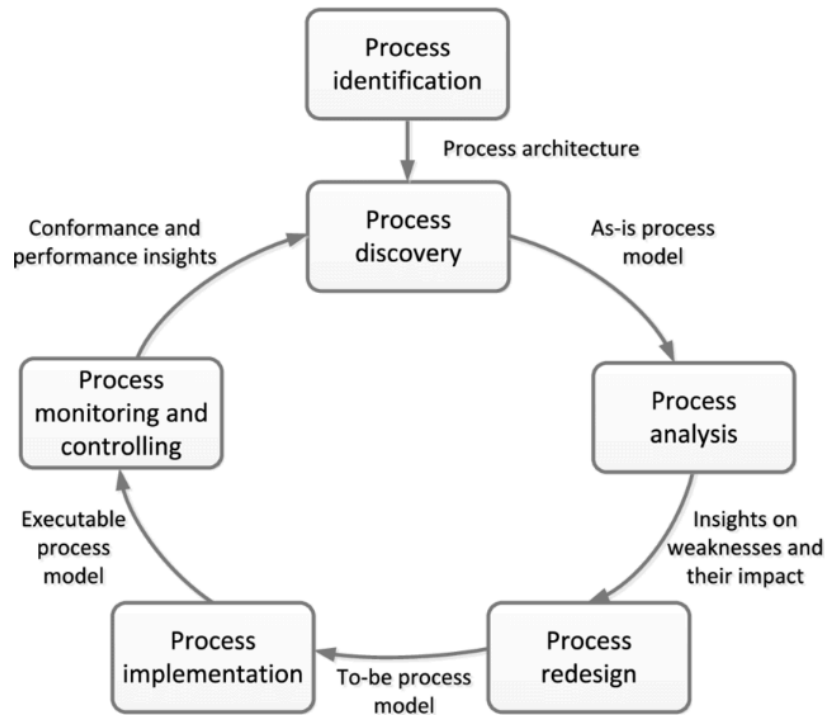 Process
identification
Process architecture
Process
discovery
As-is process
model
Process
analysis
Insights on
weaknesses and
their impact
Process
redesign
To-be process
model
Process
implementation
Executable
process
model
Process
monitoring and
controlling
Conformance and
performance insights